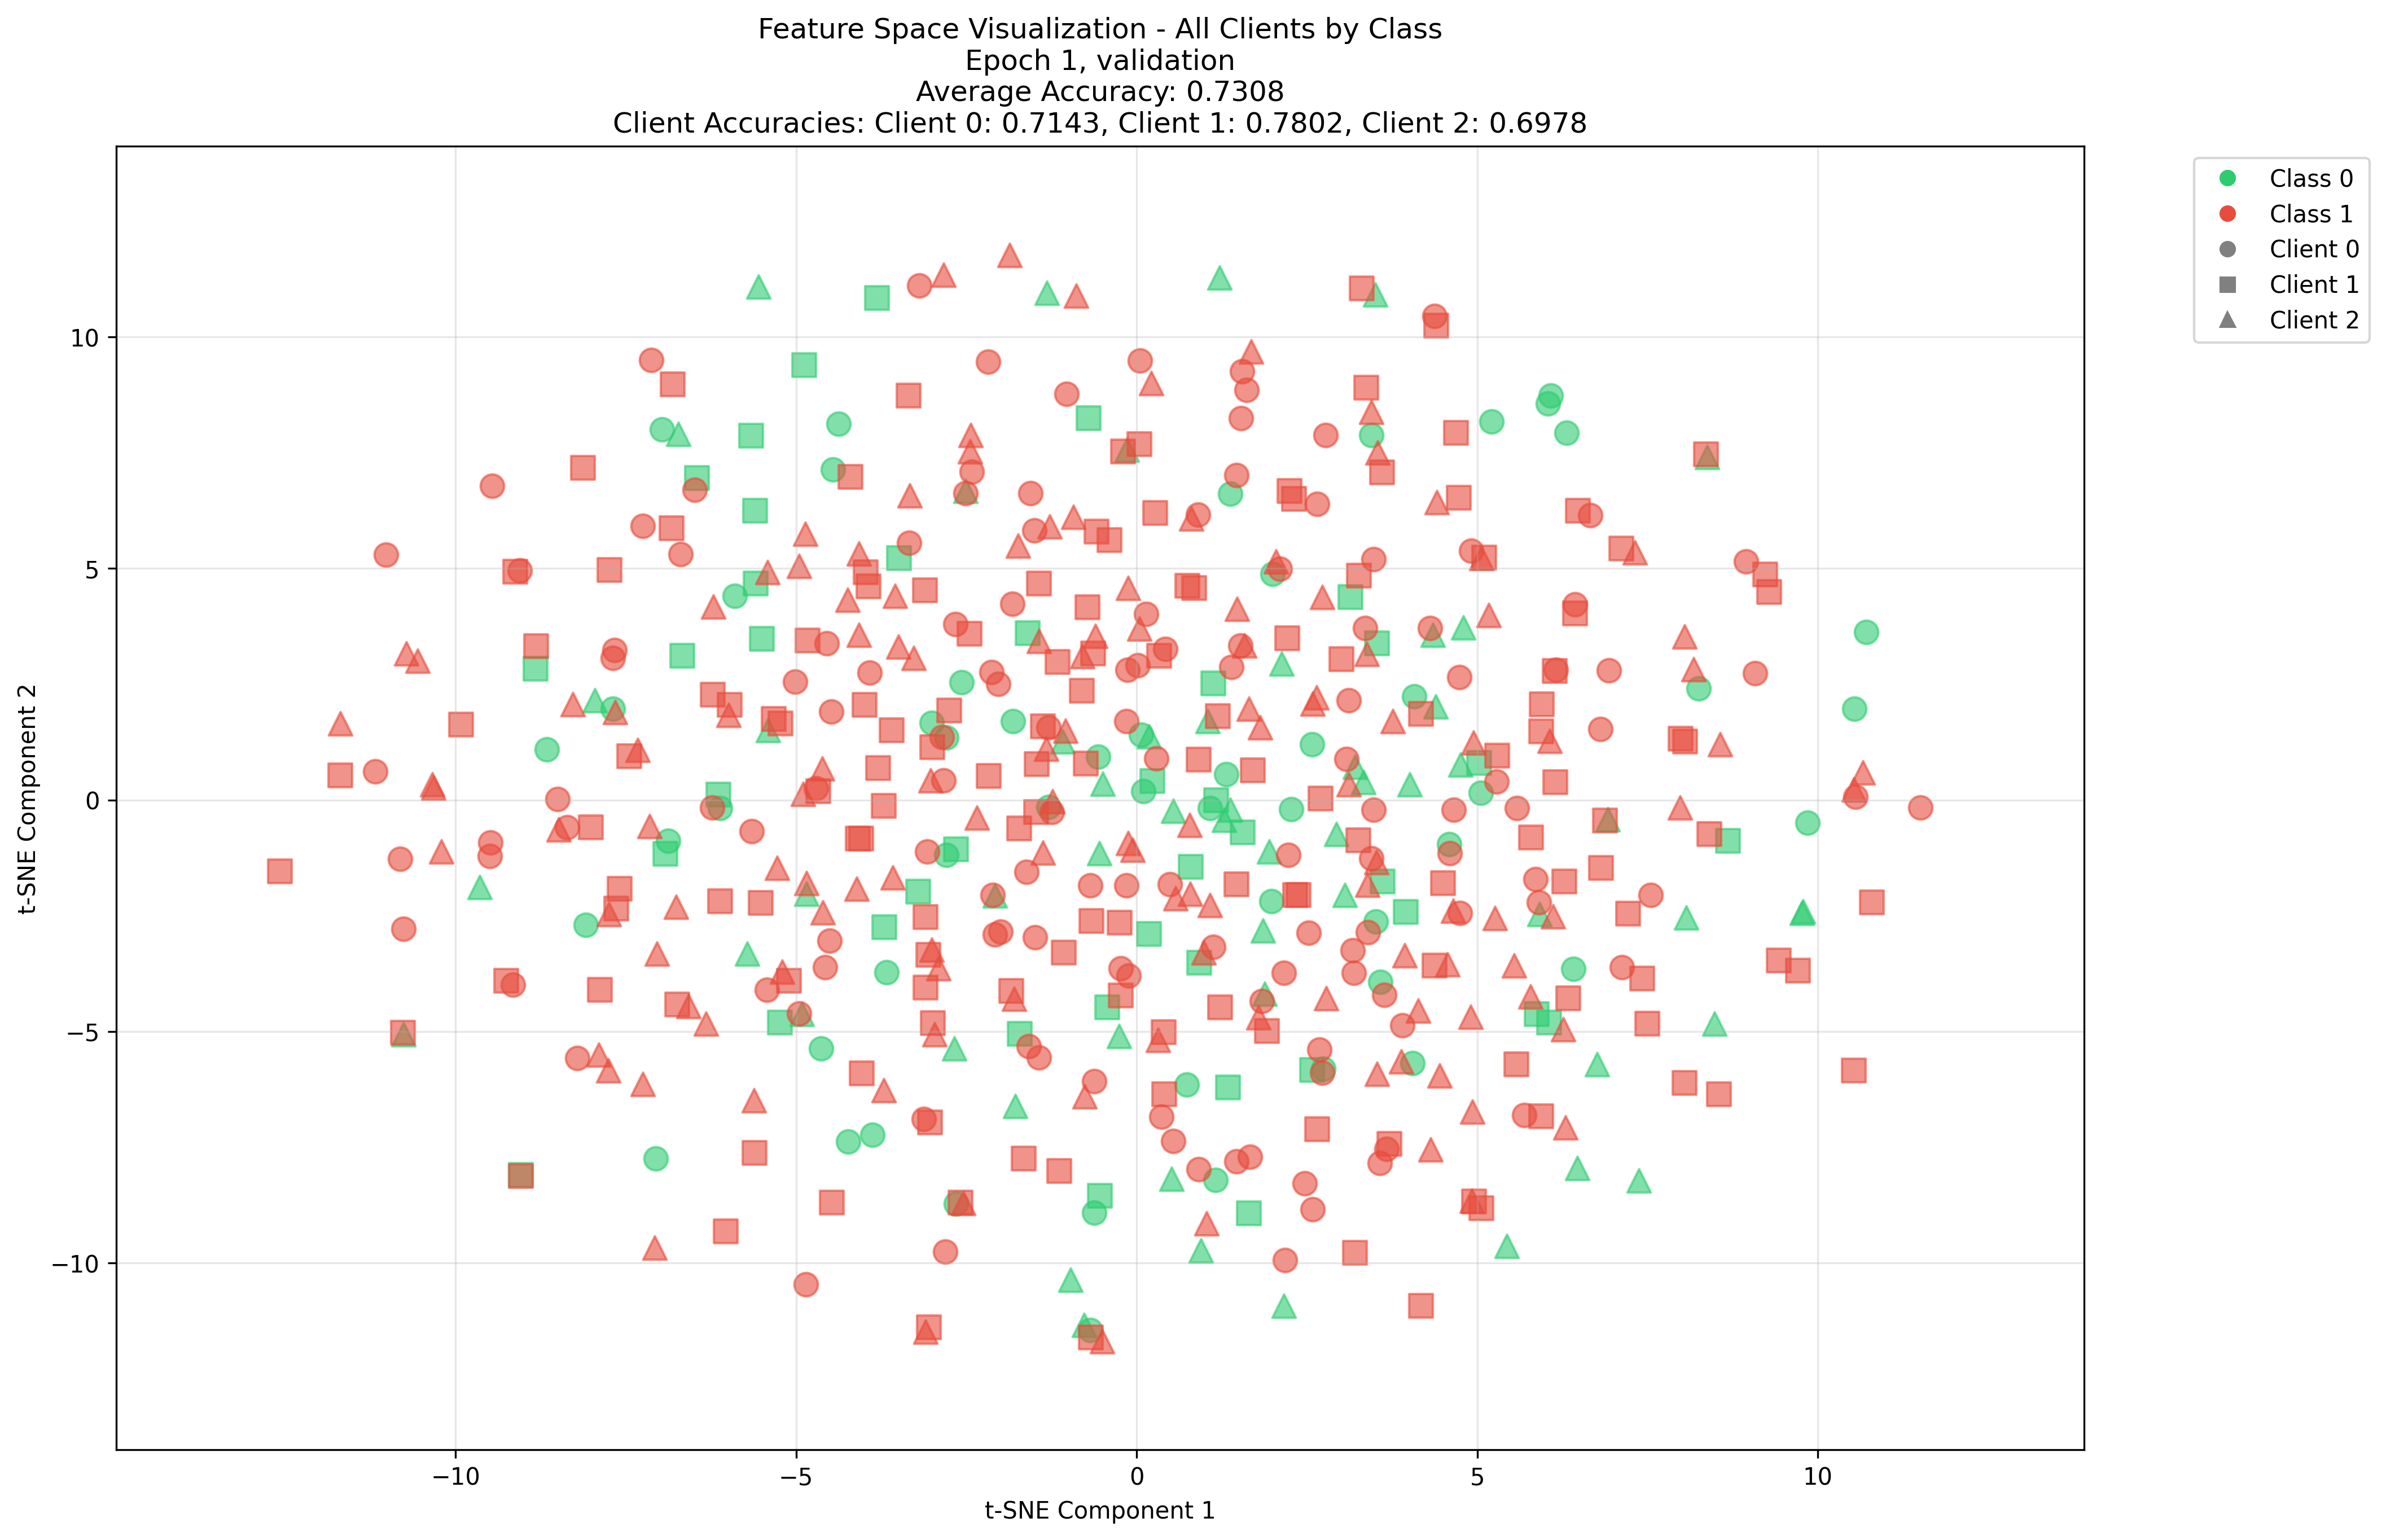 Feature Space Visualization - All Clients by Class
Epoch 1, validation
Average Accuracy: 0.7308
Client Accuracies: Client 0: 0.7143, Client 1: 0.7802, Client 2: 0.6978
Class 0
Class 1
Client 0
Client 1
Client 2
t-SNE Component 2
10
5
0
−5
−10
−10
−5
0
5
10
t-SNE Component 1